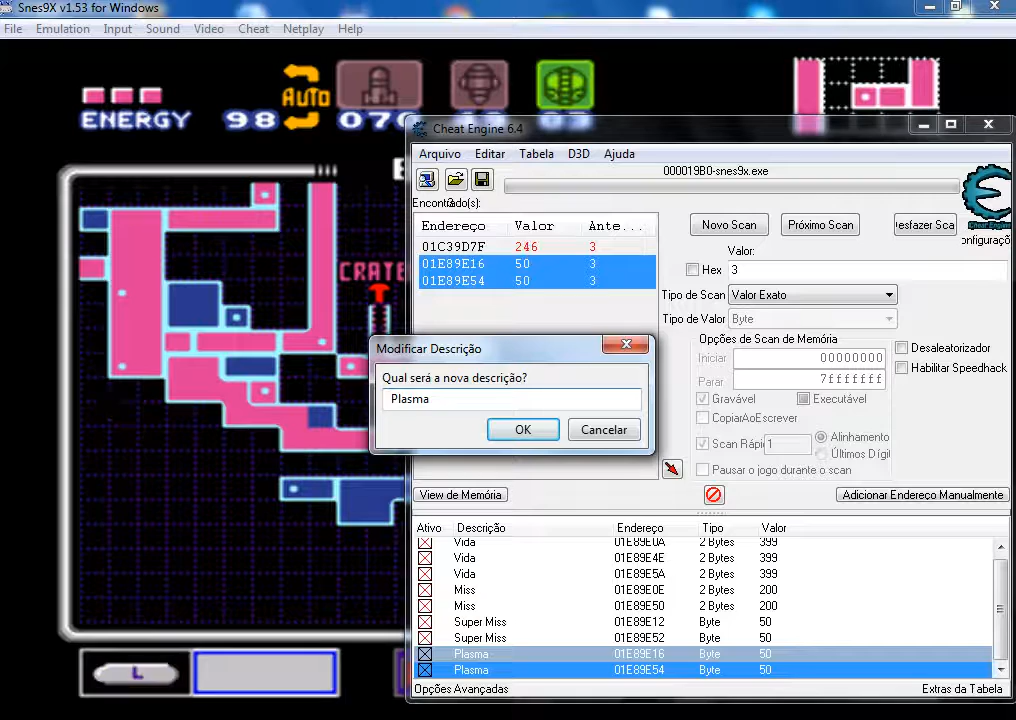 Snes9X v1.53 for Windows
File Emulation Input Sound Video Cheat Netplay Help
AUTO
ENERGY 98
CRATE
L
Cheat Engine 6.4
Arquivo Editar Tabela D3D Ajuda
000019B0-snes9x.exe
Endereço Valor Ante...
01C39D7F 246 3
01E89E16 50 3
01E89E54 50 3
Novo Scan Próximo Scan
Valor:
Hex 3
Tipo de Scan Valor Exato
Tipo de Valor Byte
Opções de Scan de Memória
Iniciar 00000000
Parar 7fffffff
Gravável Executável
CopiarAoEscrever
Scan Rápi 1 Alinhamento
Últimos Dígi
Pausar o jogo durante o scan
Desaleatorizador
Habilitar Speedhack
Modificar Descrição
Qual será a nova descrição?
Plasma
OK Cancelar
View de Memória
Adicionar Endereço Manualmente
Ativo Descrição Endereço Tipo Valor
Vida 01E89E0A 2 Bytes 399
Vida 01E89E4E 2 Bytes 399
Vida 01E89E5A 2 Bytes 399
Miss 01E89E0E 2 Bytes 200
Miss 01E89E50 2 Bytes 200
Super Miss 01E89E12 Byte 50
Super Miss 01E89E52 Byte 50
Plasma 01E89E16 Byte 50
Plasma 01E89E54 Byte 50
Opções Avançadas
Extras da Tabela